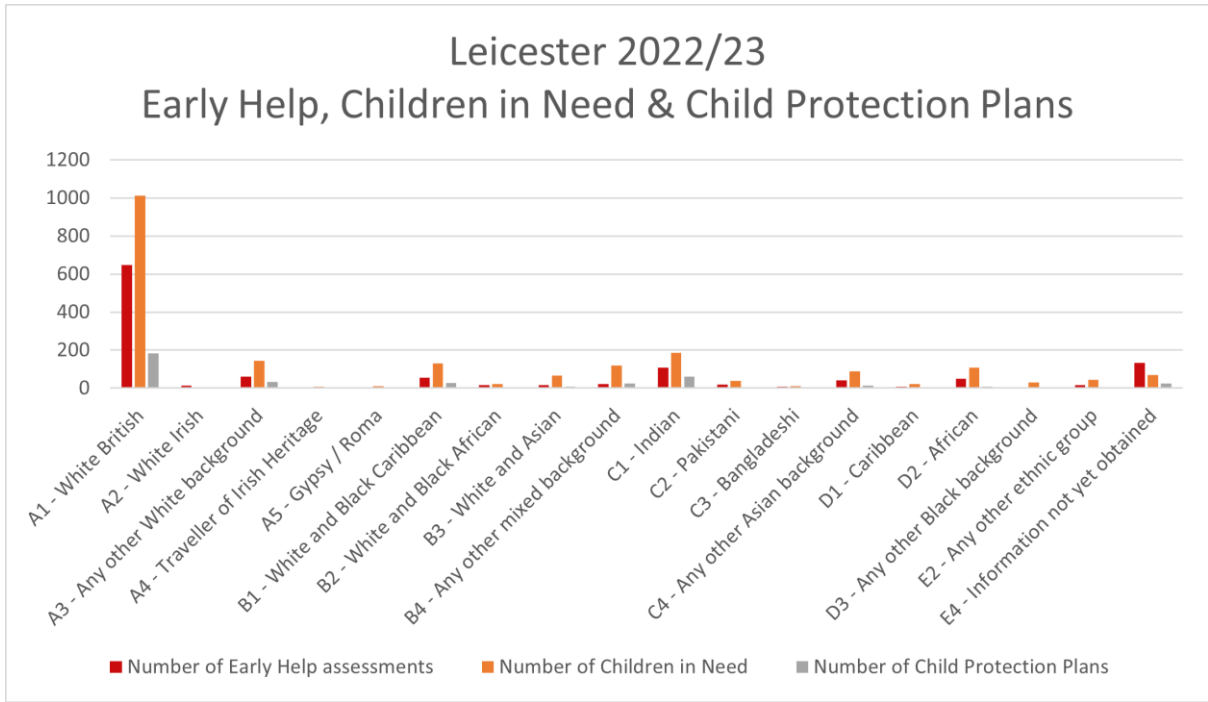 Leicester 2022/23
Early Help, Children in Need & Child Protection Plans
1200
1000
800
600
400
200
0
A1 - White British
A2 - White Irish
A3 - Any other White background
A4 - Traveller of Irish Heritage
A5 - Gypsy / Roma
B1 - White and Black Caribbean
B2 - White and Black African
B3 - White and Asian
B4 - Any other mixed background
C1 - Indian
C2 - Pakistani
C3 - Bangladeshi
C4 - Any other Asian background
D1 - Caribbean
D2 - African
D3 - Any other Black background
E2 - Any other ethnic group
E4 - Information not yet obtained
Number of Early Help assessments
Number of Children in Need
Number of Child Protection Plans